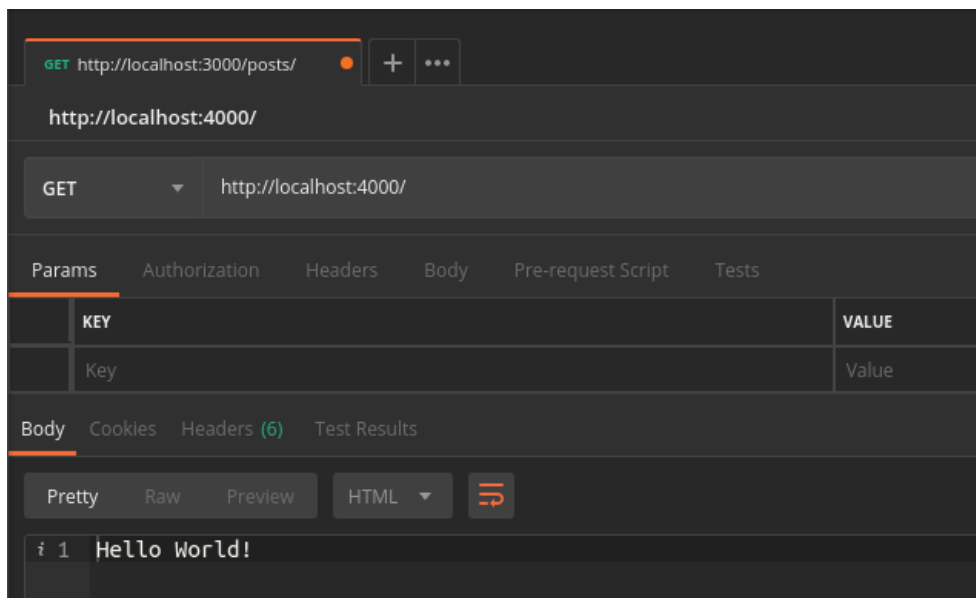 GET http://localhost:3000/posts/
http://localhost:4000/
GET http://localhost:4000/
Params Authorization Headers Body Pre-request Script Tests
KEY VALUE
Key Value
Body Cookies Headers (6) Test Results
Pretty Raw Preview HTML
i 1 Hello World!